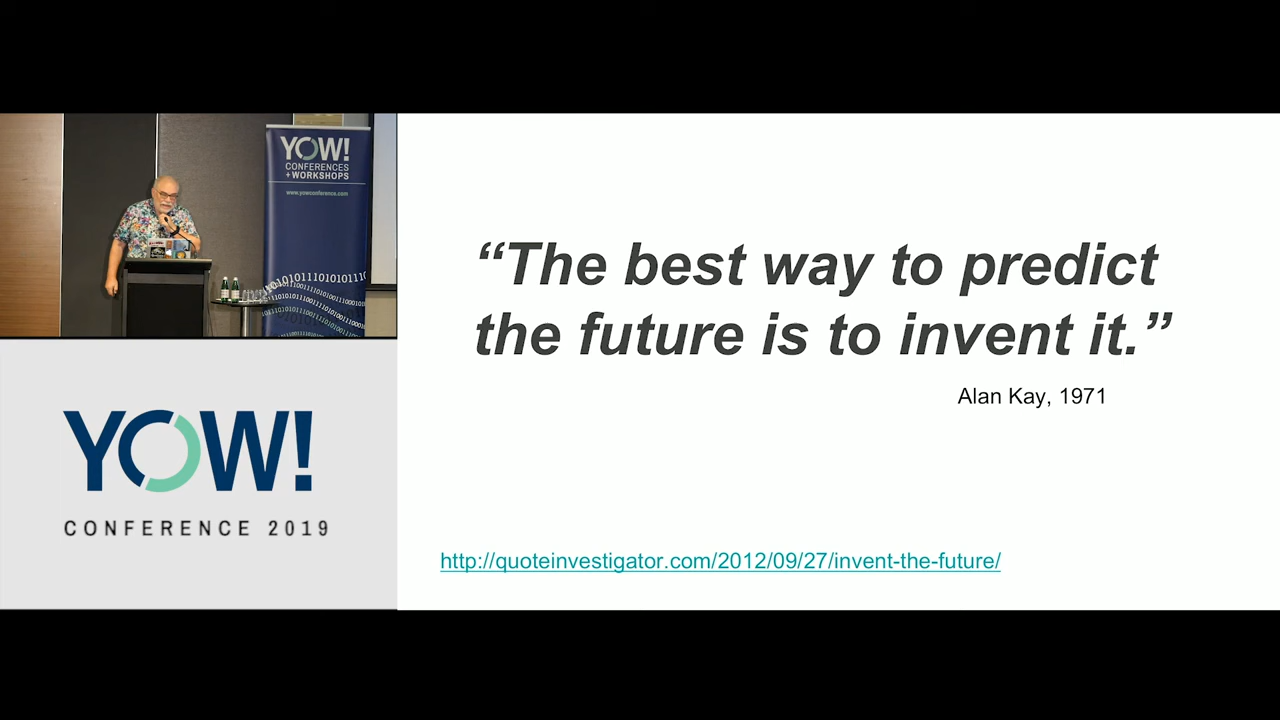 YOW!
CONFERENCES
+WORKSHOPS
www.yowconference.com
YOW!
CONFERENCE 2019
“The best way to predict
the future is to invent it.”
Alan Kay, 1971
http://quoteinvestigator.com/2012/09/27/invent-the-future/